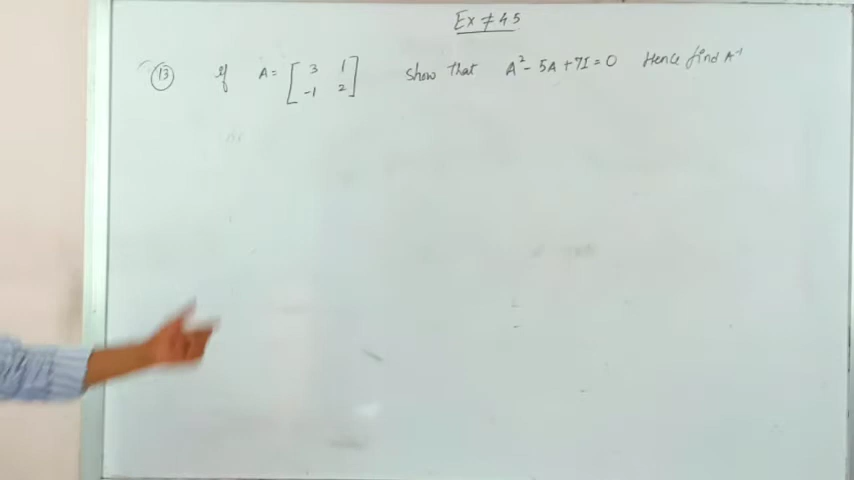 Ex ≠ 4.5
(13) If A = [ 3 1 show that A² - 5A + 7I = 0 Hence find A⁻¹
-1 2 ]